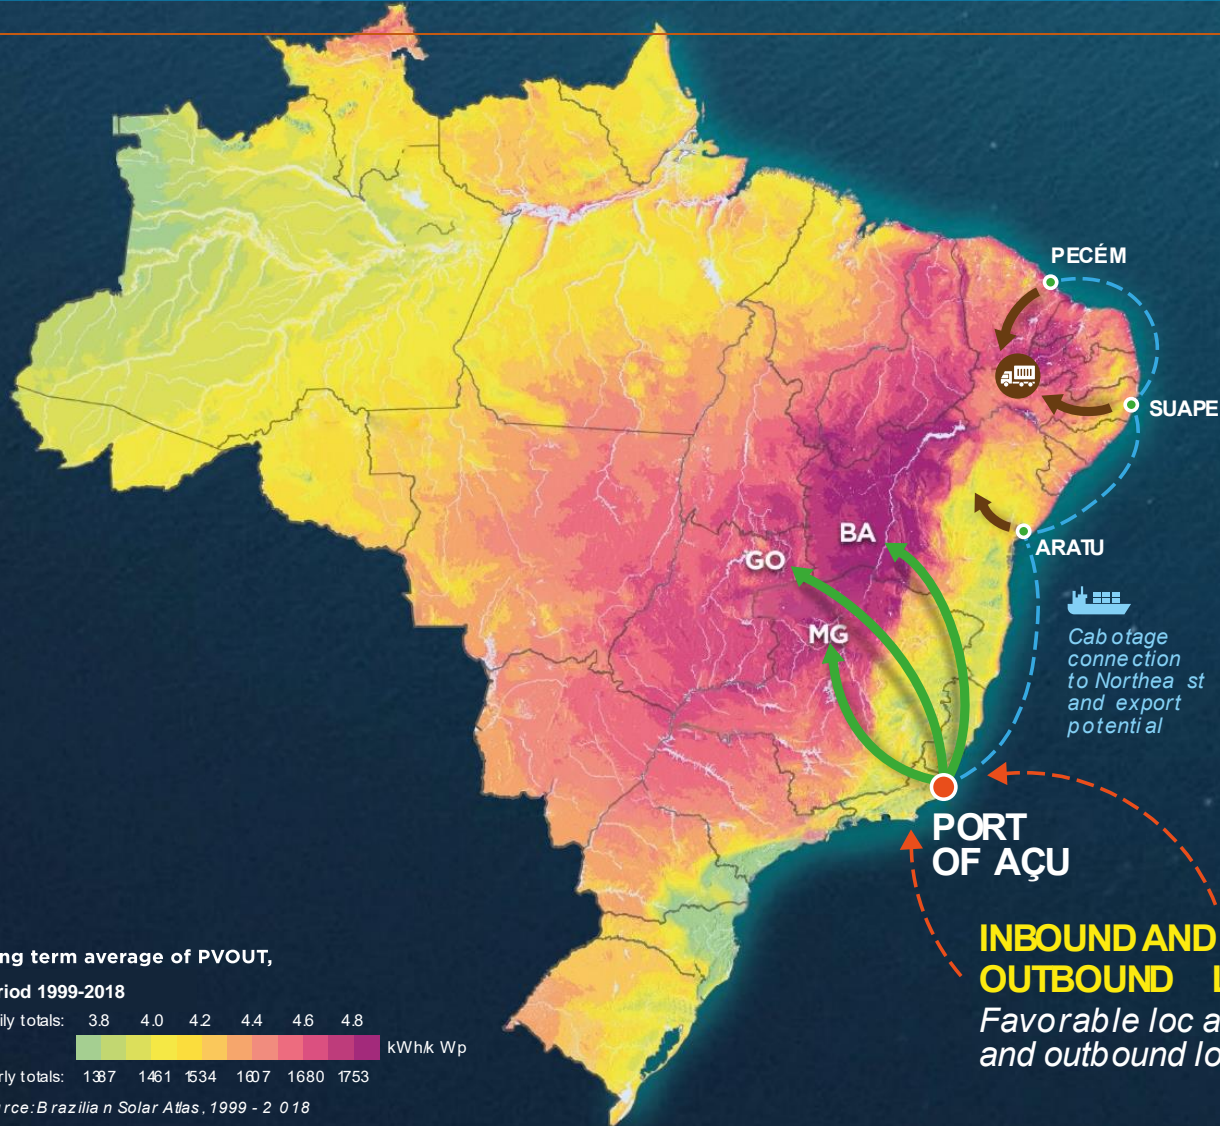 PECÉM
SUAPE
BA
ARATU
GO
MG
Cabotage
connection
to Northeast
and export
potential
PORT
OF AÇU
INBOUND AND
OUTBOUND L
Favorable loca
and outbound lo
ng term average of PVOUT,
riod 1999-2018
ily totals: 3.8 4.0 4.2 4.4 4.6 4.8
kWh/kWp
rly totals: 1387 1461 1534 1607 1680 1753
rce: Brazilian Solar Atlas, 1999 - 2018